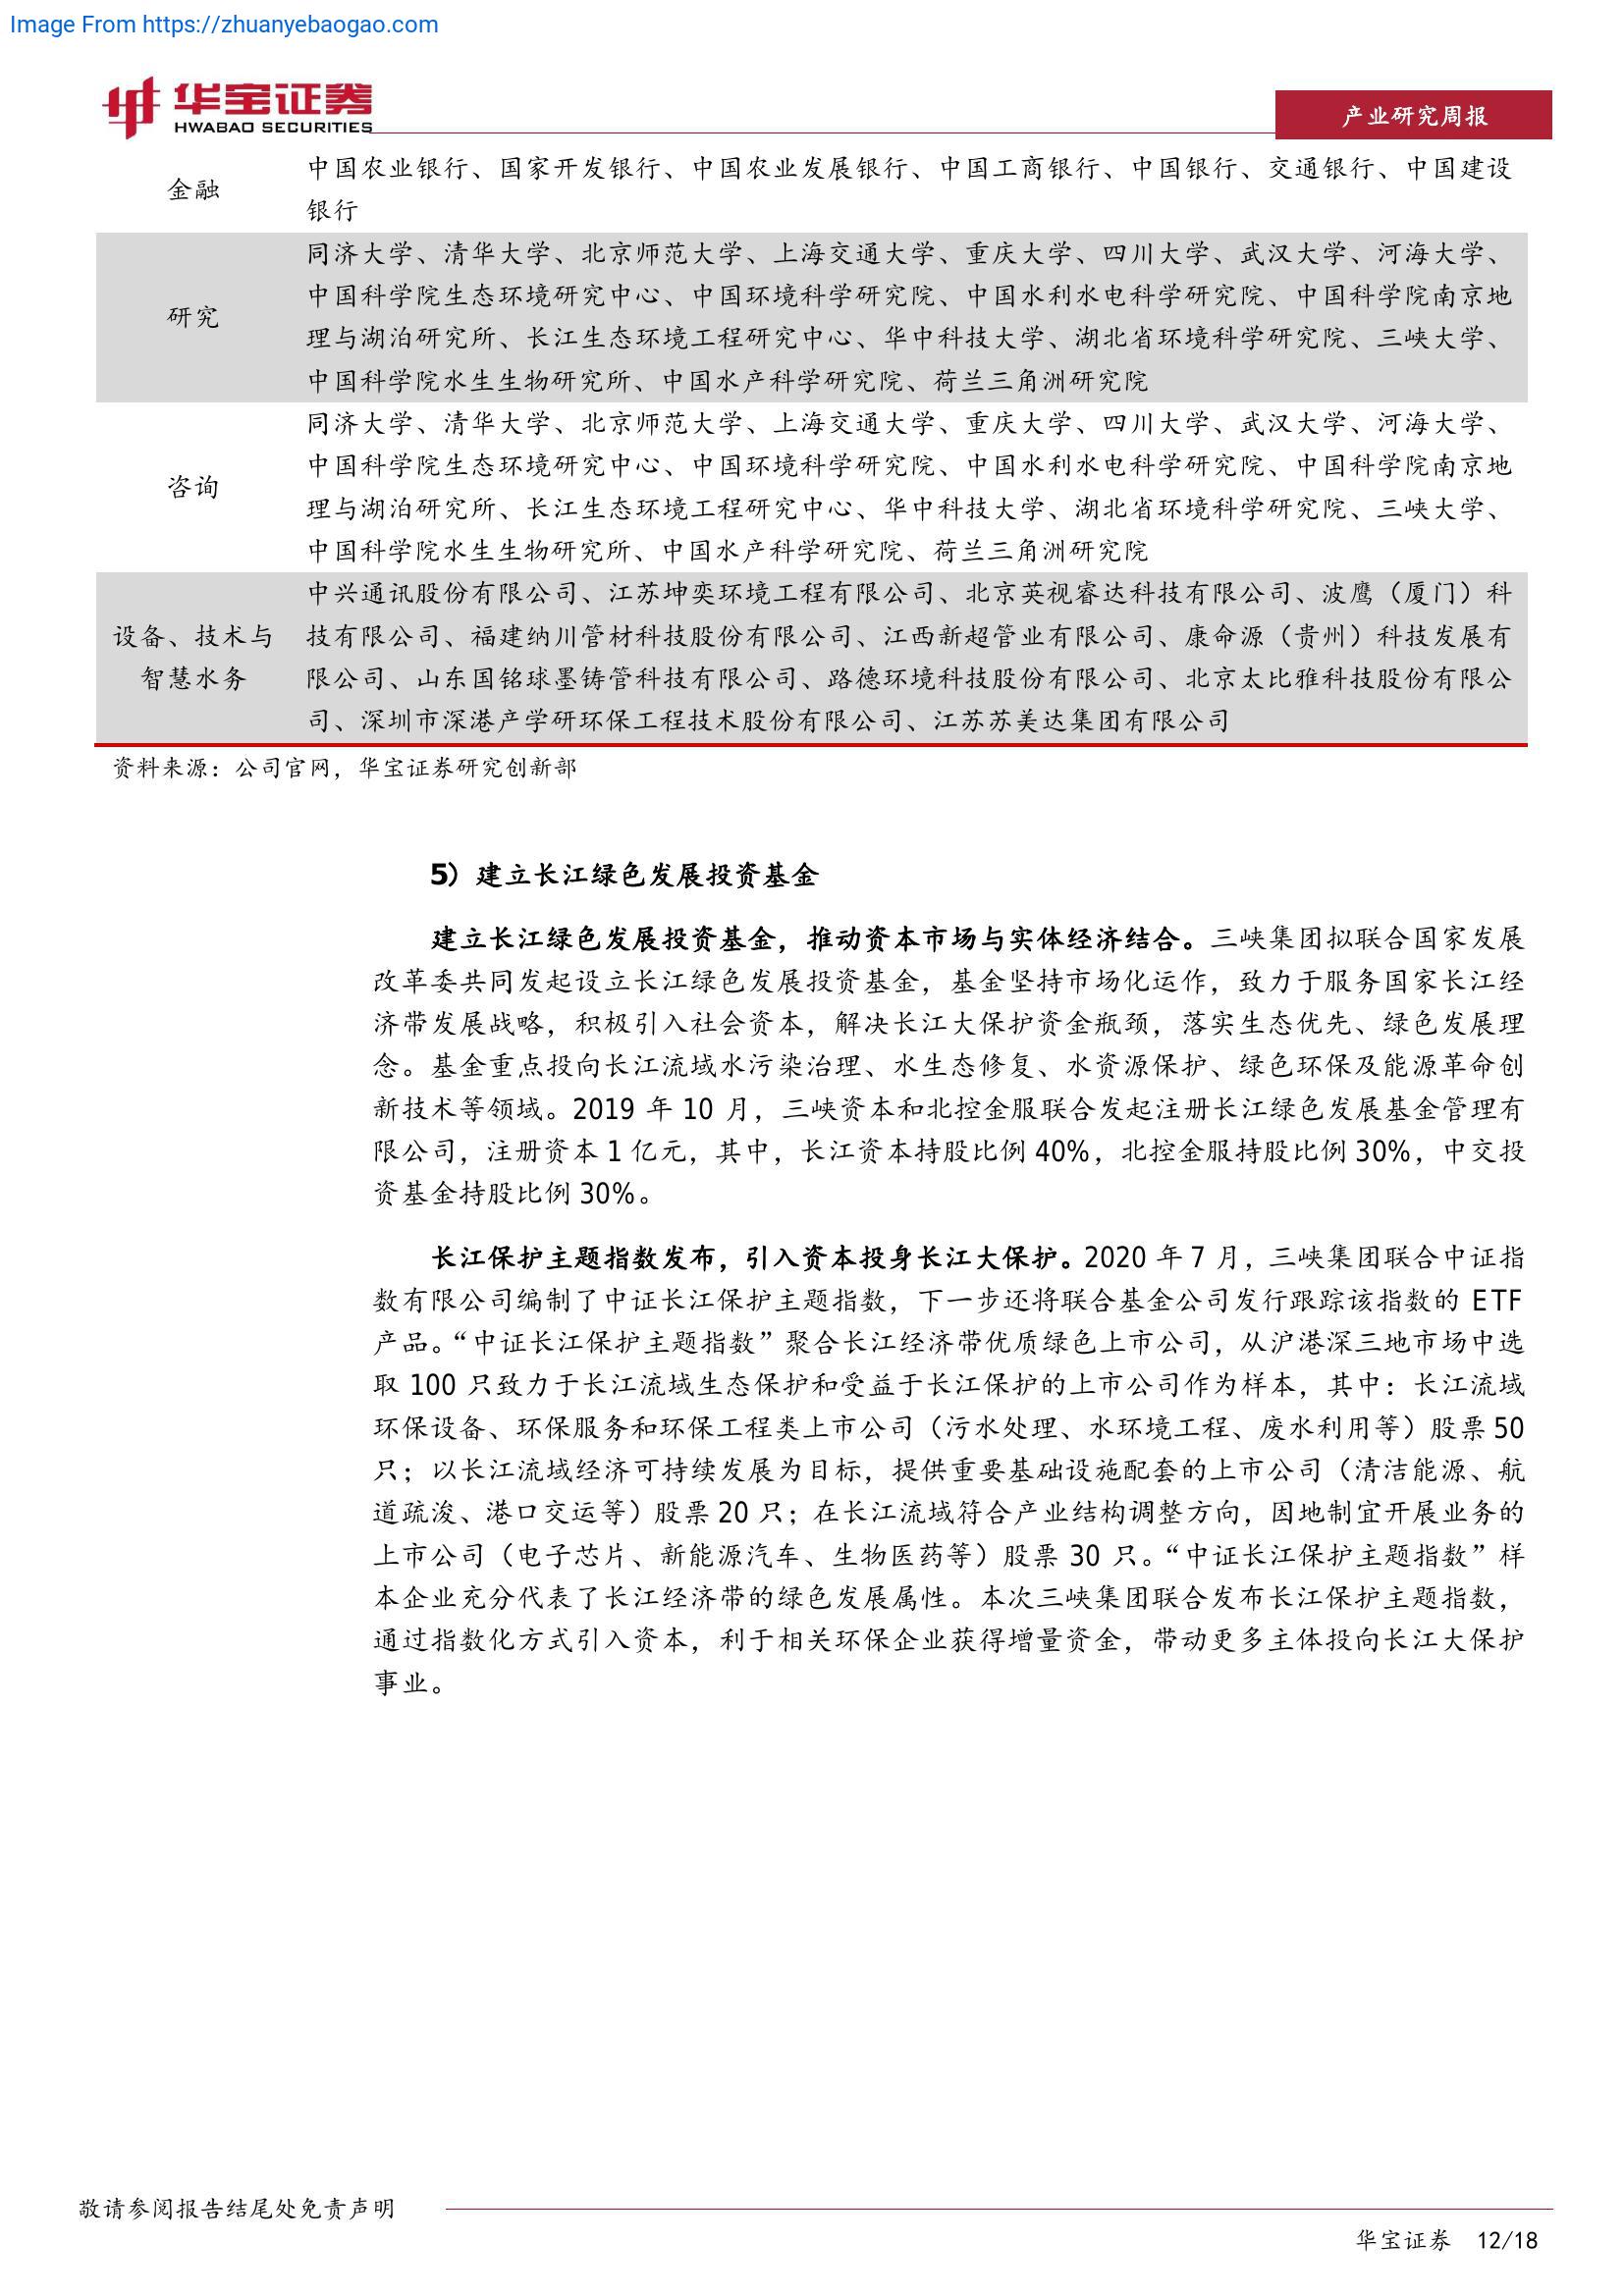 Image From https://zhuanyebaogao.com
华宝证券
HWABAO SECURITIES
产业研究周报
金融
中国农业银行、国家开发银行、中国农业发展银行、中国工商银行、中国银行、交通银行、中国建设
银行
研究
同济大学、清华大学、北京师范大学、上海交通大学、重庆大学、四川大学、武汉大学、河海大学、
中国科学院生态环境研究中心、中国环境科学研究院、中国水利水电科学研究院、中国科学院南京地
理与湖泊研究所、长江生态环境工程研究中心、华中科技大学、湖北省环境科学研究院、三峡大学、
中国科学院水生生物研究所、中国水产科学研究院、荷兰三角洲研究院
咨询
同济大学、清华大学、北京师范大学、上海交通大学、重庆大学、四川大学、武汉大学、河海大学、
中国科学院生态环境研究中心、中国环境科学研究院、中国水利水电科学研究院、中国科学院南京地
理与湖泊研究所、长江生态环境工程研究中心、华中科技大学、湖北省环境科学研究院、三峡大学、
中国科学院水生生物研究所、中国水产科学研究院、荷兰三角洲研究院
设备、技术与
智慧水务
中兴通讯股份有限公司、江苏坤奕环境工程有限公司、北京英视睿达科技有限公司、波鹰（厦门）科
技有限公司、福建纳川管材科技股份有限公司、江西新超管业有限公司、康命源（贵州）科技发展有
限公司、山东国铭球墨铸管科技有限公司、路德环境科技股份有限公司、北京太比雅科技股份有限公
司、深圳市深港产学研环保工程技术股份有限公司、江苏苏美达集团有限公司
资料来源：公司官网，华宝证券研究创新部
5）建立长江绿色发展投资基金
建立长江绿色发展投资基金，推动资本市场与实体经济结合。三峡集团拟联合国家发展
改革委共同发起设立长江绿色发展投资基金，基金坚持市场化运作，致力于服务国家长江经
济带发展战略，积极引入社会资本，解决长江大保护资金瓶颈，落实生态优先、绿色发展理
念。基金重点投向长江流域水污染治理、水生态修复、水资源保护、绿色环保及能源革命创
新技术等领域。2019 年 10 月，三峡资本和北控金服联合发起注册长江绿色发展基金管理有
限公司，注册资本 1 亿元，其中，长江资本持股比例 40%，北控金服持股比例 30%，中交投
资基金持股比例 30%。
长江保护主题指数发布，引入资本投身长江大保护。2020 年 7 月，三峡集团联合中证指
数有限公司编制了中证长江保护主题指数，下一步还将联合基金公司发行跟踪该指数的 ETF
产品。“中证长江保护主题指数”聚合长江经济带优质绿色上市公司，从沪港深三地市场中选
取 100 只致力于长江流域生态保护和受益于长江保护的上市公司作为样本，其中：长江流域
环保设备、环保服务和环保工程类上市公司（污水处理、水环境工程、废水利用等）股票 50
只；以长江流域经济可持续发展为目标，提供重要基础设施配套的上市公司（清洁能源、航
道疏浚、港口交运等）股票 20 只；在长江流域符合产业结构调整方向，因地制宜开展业务的
上市公司（电子芯片、新能源汽车、生物医药等）股票 30 只。“中证长江保护主题指数”样
本企业充分代表了长江经济带的绿色发展属性。本次三峡集团联合发布长江保护主题指数，
通过指数化方式引入资本，利于相关环保企业获得增量资金，带动更多主体投向长江大保护
事业。
敬请参阅报告结尾处免责声明
华宝证券 12/18